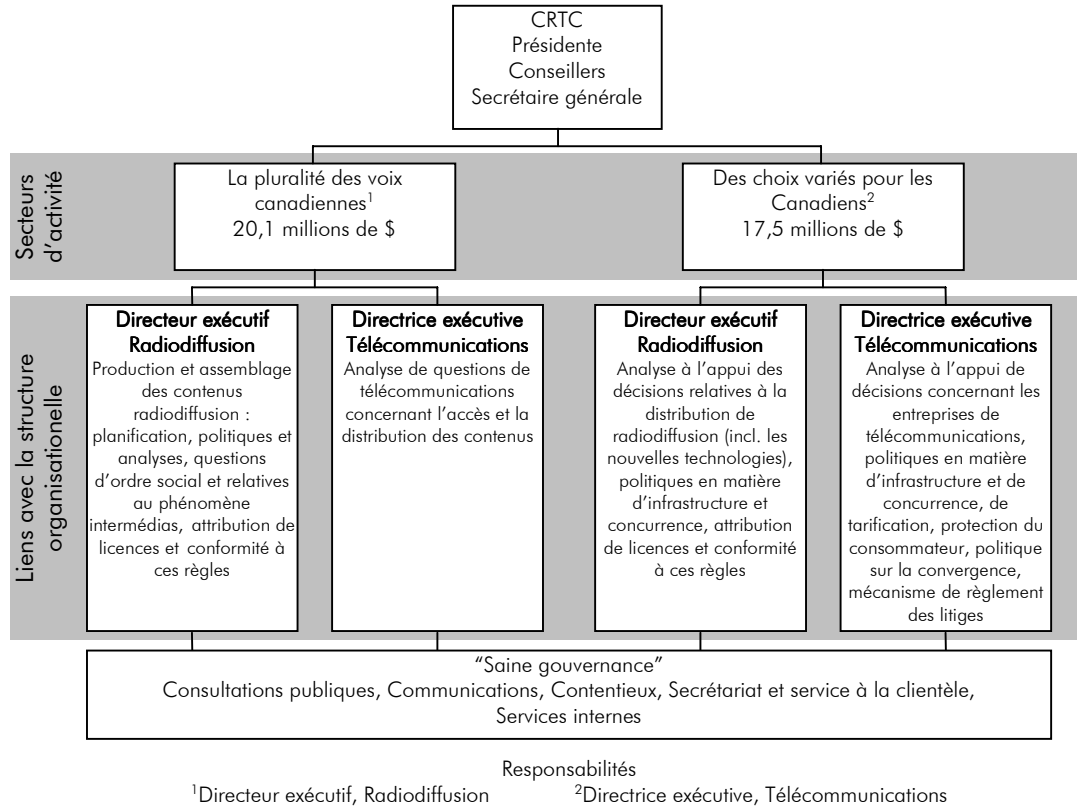 CRTC
Présidente
Conseillers
Secrétaire générale
Secteurs
d’activité
La pluralité des voix
canadiennes¹
20,1 millions de $
Des choix variés pour les
Canadiens²
17,5 millions de $
Liens avec la structure
organisationelle
Directeur exécutif
Radiodiffusion
Production et assemblage
des contenus
radiodiffusion :
planification, politiques et
analyses, questions
d’ordre social et relatives
au phénomène
intermédias, attribution de
licences et conformité à
ces règles
Directrice exécutive
Télécommunications
Analyse de questions de
télécommunications
concernant l’accès et la
distribution des contenus
Directeur exécutif
Radiodiffusion
Analyse à l’appui des
décisions relatives à la
distribution de
radiodiffusion (incl. les
nouvelles technologies),
politiques en matière
d’infrastructure et
concurrence, attribution
de licences et conformité
à ces règles
Directrice exécutive
Télécommunications
Analyse à l’appui de
décisions concernant les
entreprises de
télécommunications,
politiques en matière
d’infrastructure et de
concurrence, de
tarification, protection du
consommateur, politique
sur la convergence,
mécanisme de règlement
des litiges
“Saine gouvernance”
Consultations publiques, Communications, Contentieux, Secrétariat et service à la clientèle,
Services internes
Responsabilités
¹Directeur exécutif, Radiodiffusion ²Directrice exécutive, Télécommunications